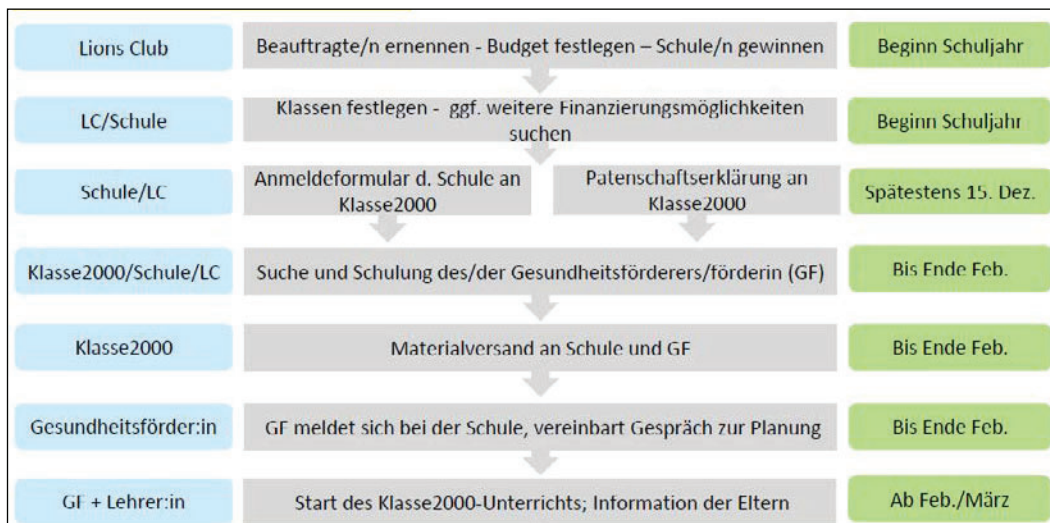 Lions Club
Beauftragte/n ernennen - Budget festlegen – Schule/n gewinnen
Beginn Schuljahr
LC/Schule
Klassen festlegen - ggf. weitere Finanzierungsmöglichkeiten
suchen
Beginn Schuljahr
Schule/LC
Anmeldeformular d. Schule an
Klasse2000
Patenschaftserklärung an
Klasse2000
Spätestens 15. Dez.
Klasse2000/Schule/LC
Suche und Schulung des/der Gesundheitsförderers/förderin (GF)
Bis Ende Feb.
Klasse2000
Materialversand an Schule und GF
Bis Ende Feb.
Gesundheitsförder:in
GF meldet sich bei der Schule, vereinbart Gespräch zur Planung
Bis Ende Feb.
GF + Lehrer:in
Start des Klasse2000-Unterrichts; Information der Eltern
Ab Feb./März